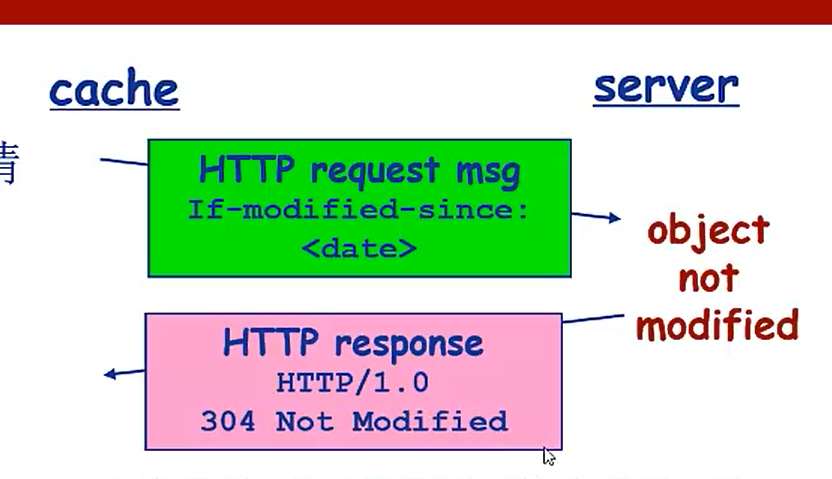 cache
server
HTTP request msg
If-modified-since:
<date>
object
not
modified
HTTP response
HTTP/1.0
304 Not Modified